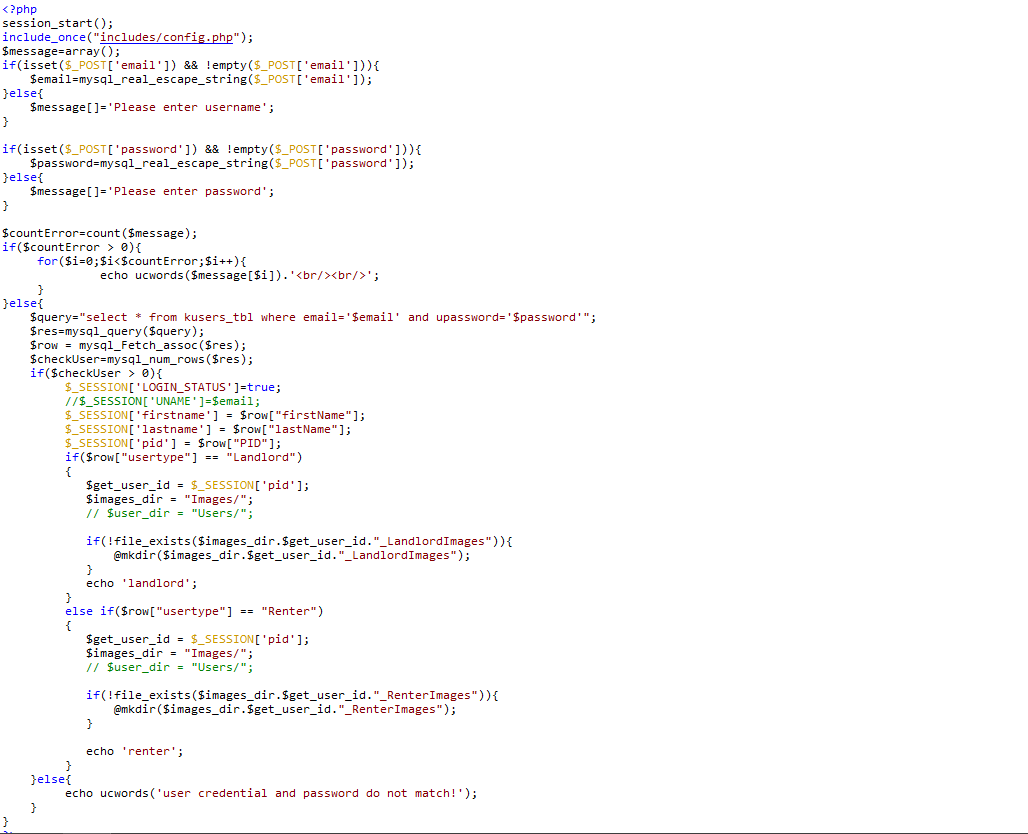 <?php
session_start();
include_once("includes/config.php");
$message=array();
if(isset($_POST['email']) && !empty($_POST['email'])){
    $email=mysql_real_escape_string($_POST['email']);
}else{
    $message[]='Please enter username';
}

if(isset($_POST['password']) && !empty($_POST['password'])){
    $password=mysql_real_escape_string($_POST['password']);
}else{
    $message[]='Please enter password';
}

$countError=count($message);
if($countError > 0){
     for($i=0;$i<$countError;$i++){
              echo ucwords($message[$i]).'<br/><br/>';
     }
}else{
    $query="select * from kusers_tbl where email='$email' and upassword='$password'";
    $res=mysql_query($query);
    $row = mysql_Fetch_assoc($res);
    $checkUser=mysql_num_rows($res);
    if($checkUser > 0){
         $_SESSION['LOGIN_STATUS']=true;
         //$_SESSION['UNAME']=$email;
         $_SESSION['firstname'] = $row["firstName"];
         $_SESSION['lastname'] = $row["lastName"];
         $_SESSION['pid'] = $row["PID"];
         if($row["usertype"] == "Landlord")
         {
            $get_user_id = $_SESSION['pid'];
            $images_dir = "Images/";
            // $user_dir = "Users/";

            if(!file_exists($images_dir.$get_user_id."_LandlordImages")){
                @mkdir($images_dir.$get_user_id."_LandlordImages");
            }
            echo 'landlord';
         }
         else if($row["usertype"] == "Renter")
         {
            $get_user_id = $_SESSION['pid'];
            $images_dir = "Images/";
            // $user_dir = "Users/";

            if(!file_exists($images_dir.$get_user_id."_RenterImages")){
                @mkdir($images_dir.$get_user_id."_RenterImages");
            }

            echo 'renter';
         }
    }else{
         echo ucwords('user credential and password do not match!');
    }
}